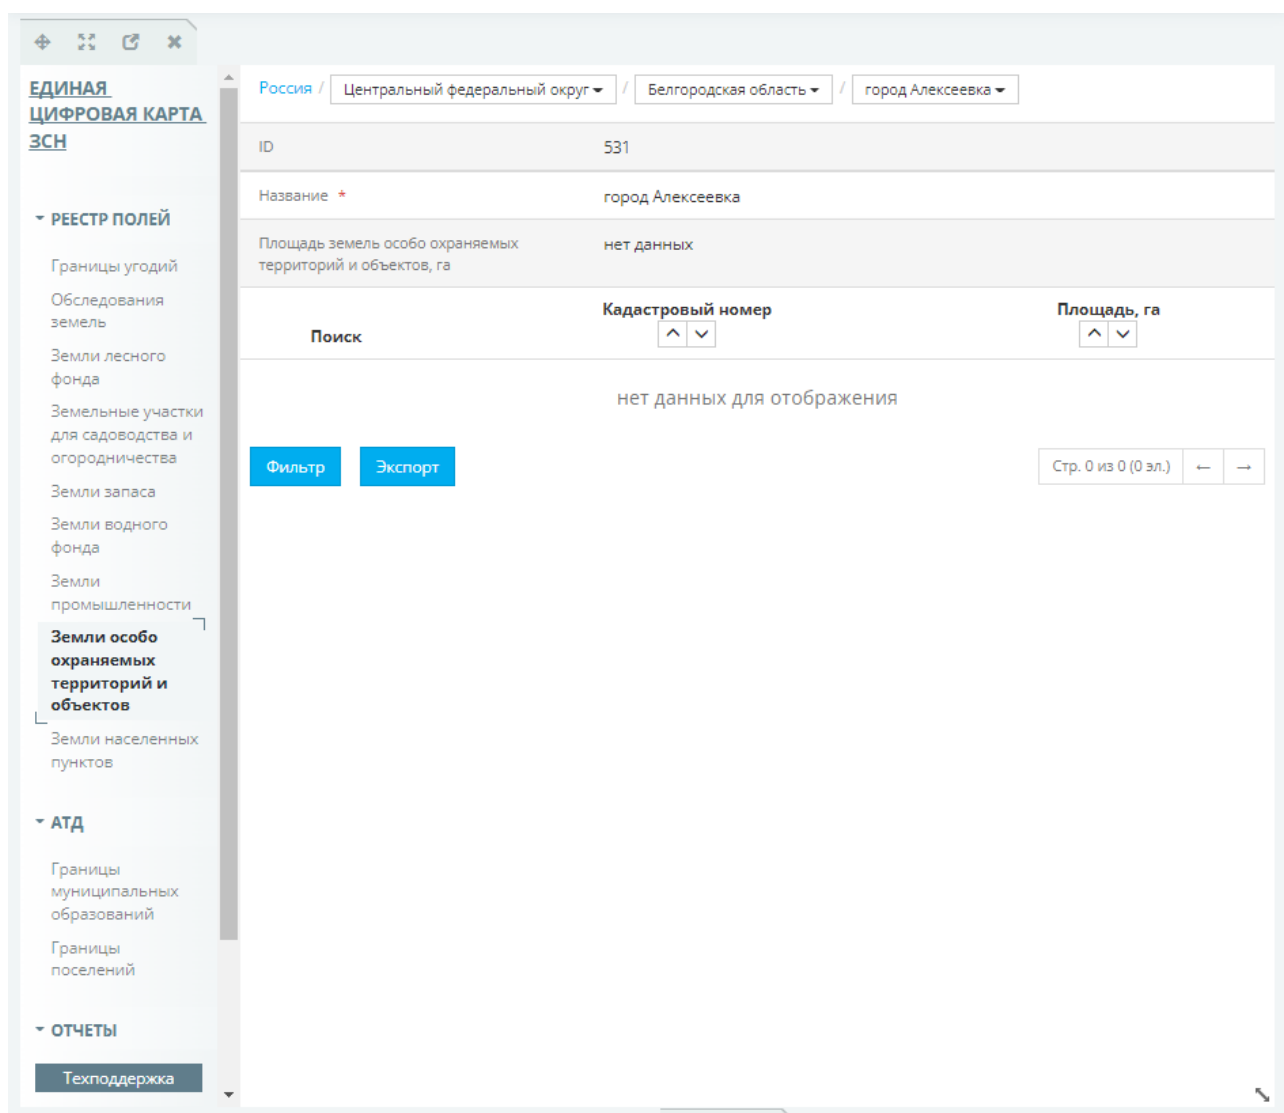 ЕДИНАЯ
ЦИФРОВАЯ КАРТА
ЗСН
РЕЕСТР ПОЛЕЙ
Границы угодий
Обследования
земель
Земли лесного
фонда
Земельные участки
для садоводства и
огородничества
Земли запаса
Земли водного
фонда
Земли
промышленности
Земли особо
охраняемых
территорий и
объектов
Земли населенных
пунктов
АТД
Границы
муниципальных
образований
Границы
поселений
ОТЧЕТЫ
Техподдержка
Россия / Центральный федеральный округ / Белгородская область / город Алексеевка
ID 531
Название * город Алексеевка
Площадь земель особо охраняемых
территорий и объектов, га
нет данных
Поиск
Кадастровый номер
Площадь, га
нет данных для отображения
Фильтр Экспорт
Стр. 0 из 0 (0 эл.) ← →